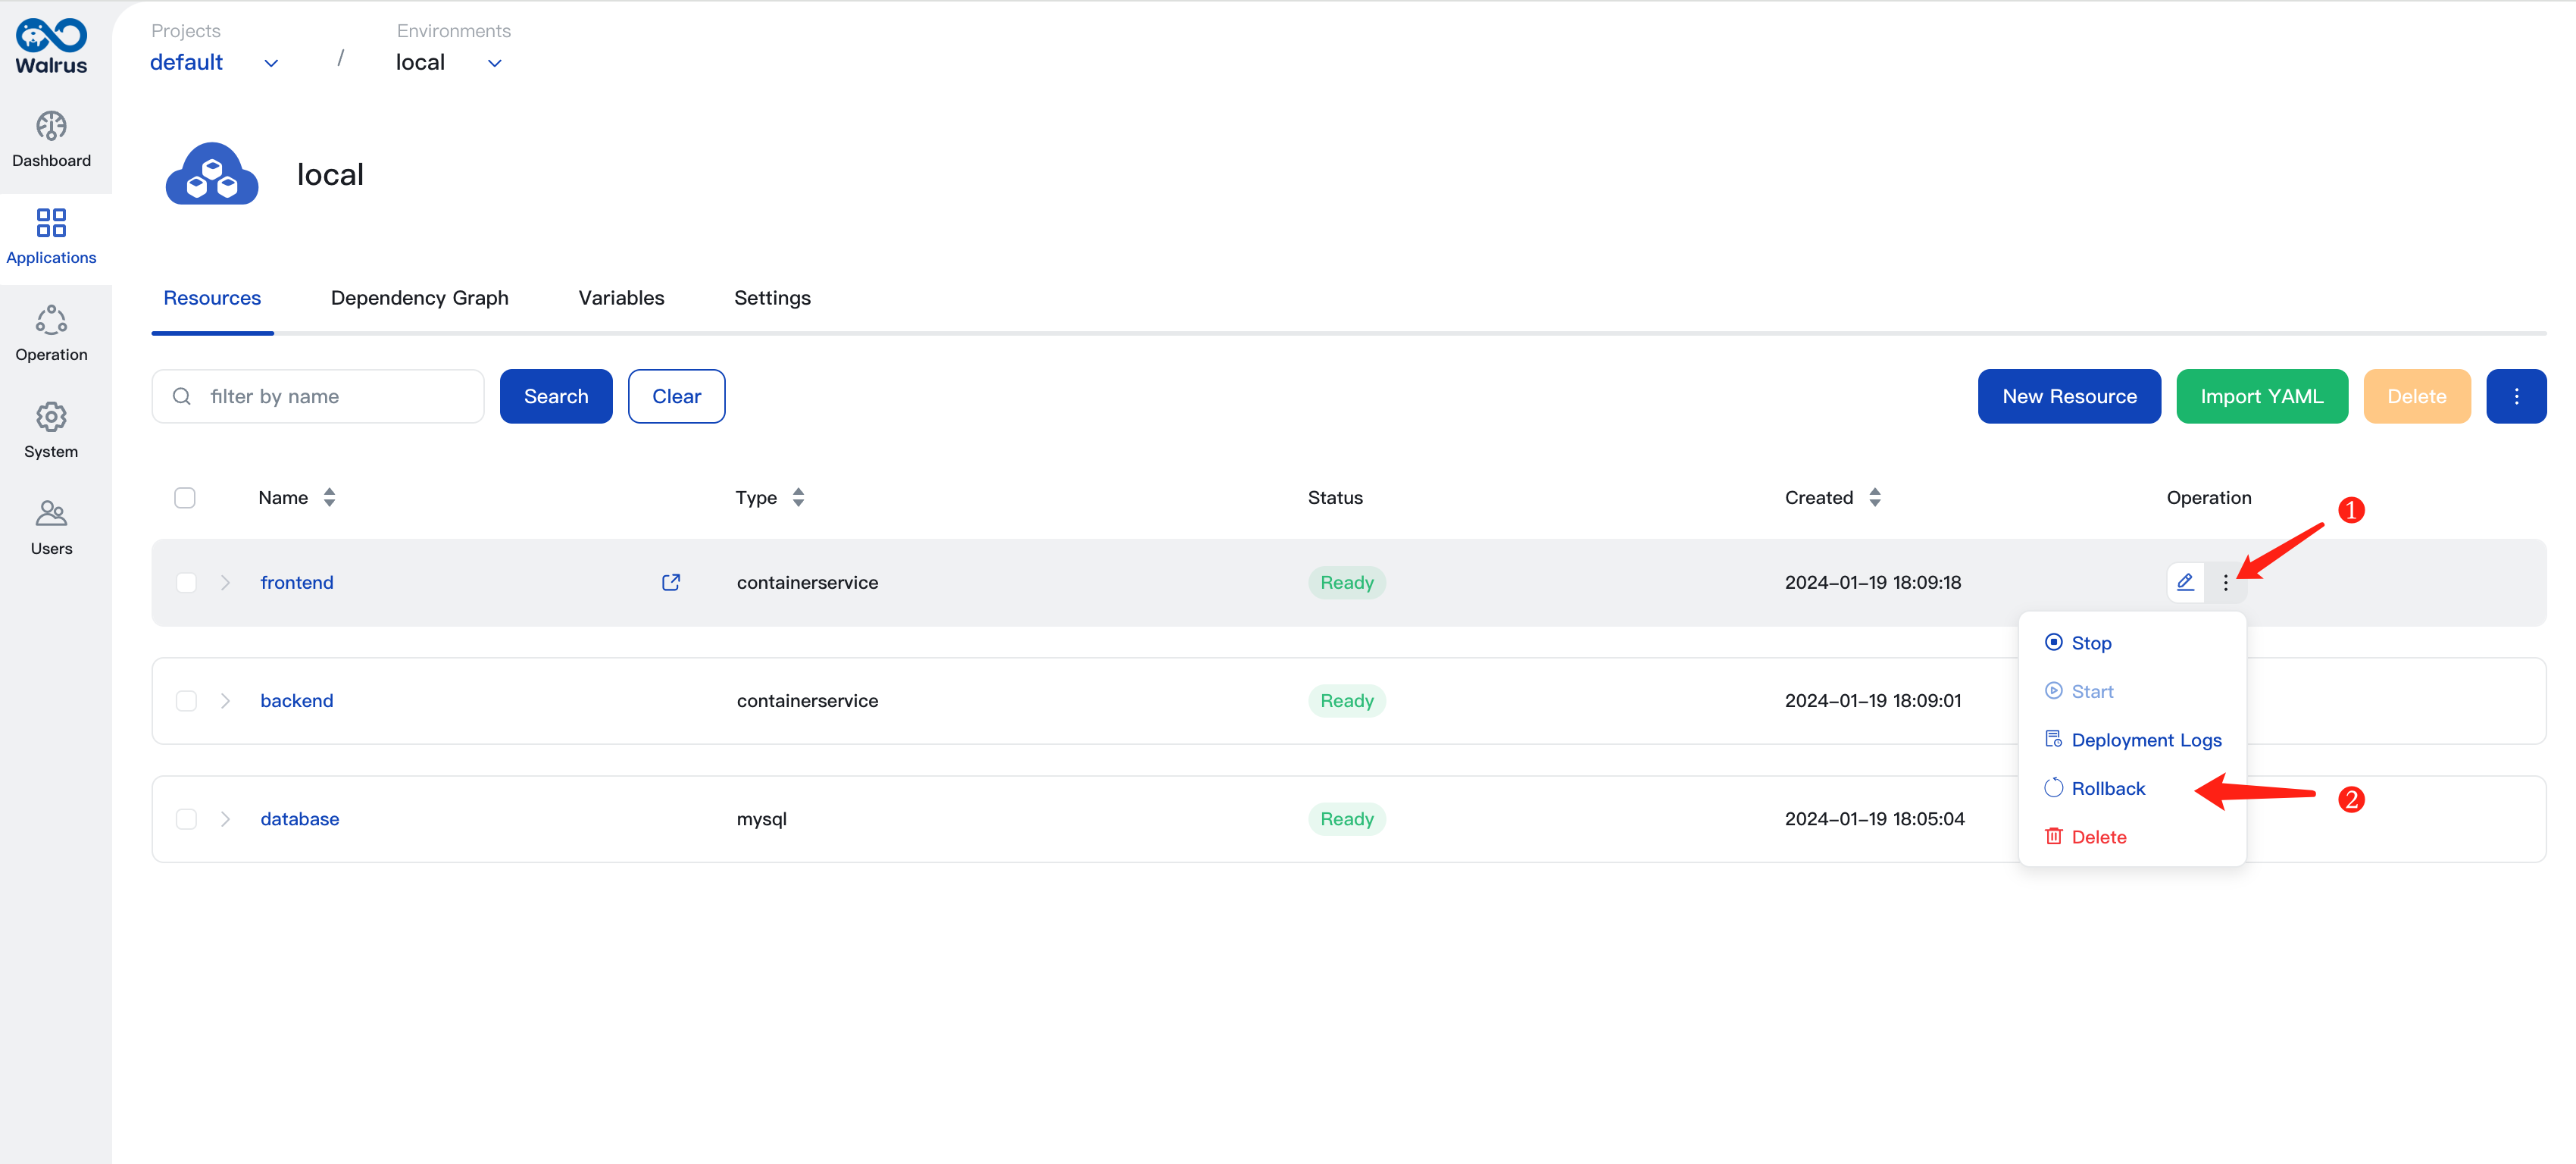 Walrus
Projects
default
/
Environments
local
Dashboard
Applications
Operation
System
Users
local
Resources
Dependency Graph
Variables
Settings
filter by name
Search
Clear
New Resource
Import YAML
Delete
Name
Type
Status
Created
Operation
1
frontend
containerservice
Ready
2024-01-19 18:09:18
Stop
Start
Deployment Logs
Rollback
Delete
2
backend
containerservice
Ready
2024-01-19 18:09:01
database
mysql
Ready
2024-01-19 18:05:04